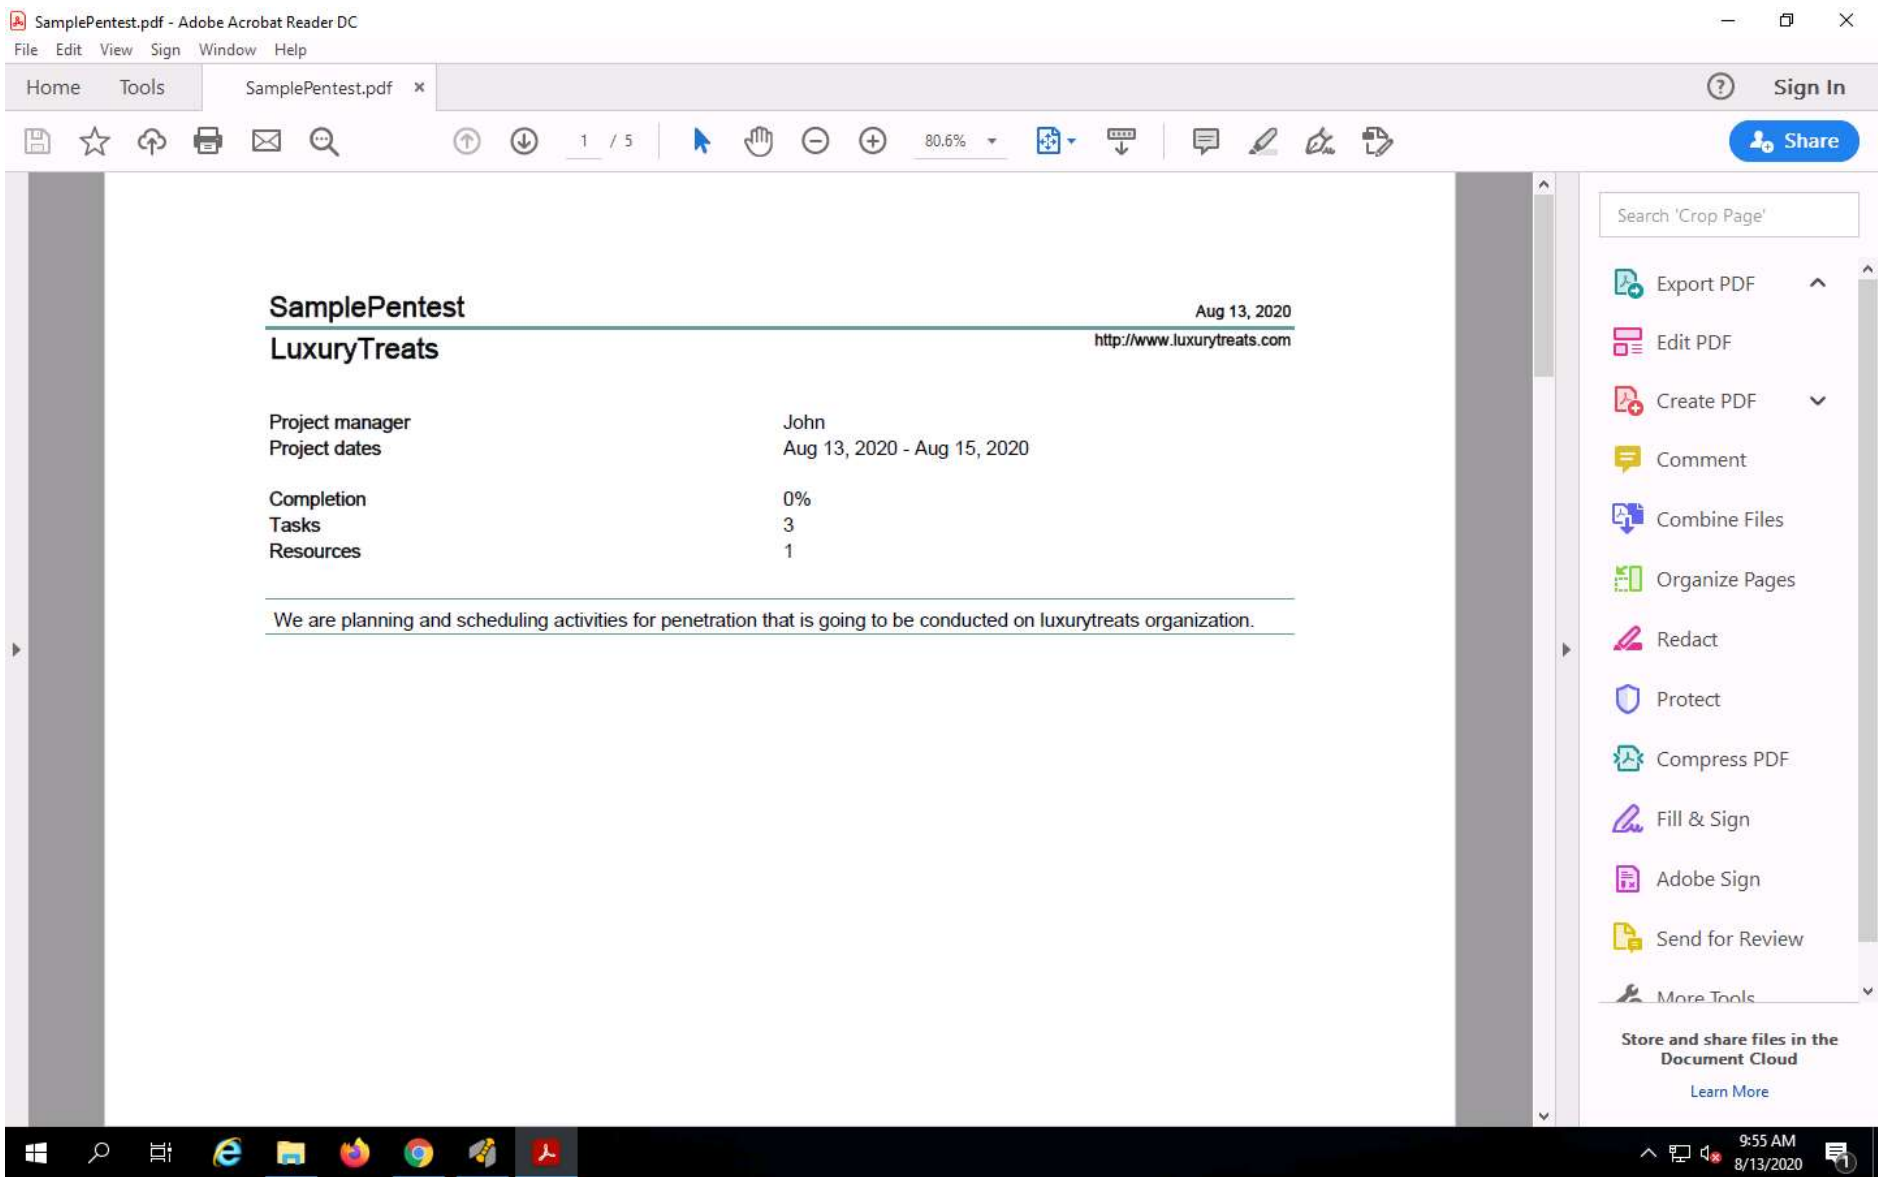 SamplePentest.pdf - Adobe Acrobat Reader DC
File Edit View Sign Window Help
Home Tools SamplePentest.pdf × ? Sign In
1 / 5 80.6% Share
Search 'Crop Page'
SamplePentest Aug 13, 2020
LuxuryTreats http://www.luxurytreats.com
Project manager John
Project dates Aug 13, 2020 - Aug 15, 2020
Completion 0%
Tasks 3
Resources 1
We are planning and scheduling activities for penetration that is going to be conducted on luxurytreats organization.
Export PDF
Edit PDF
Create PDF
Comment
Combine Files
Organize Pages
Redact
Protect
Compress PDF
Fill & Sign
Adobe Sign
Send for Review
More Tools
Store and share files in the
Document Cloud
Learn More
9:55 AM
8/13/2020
1